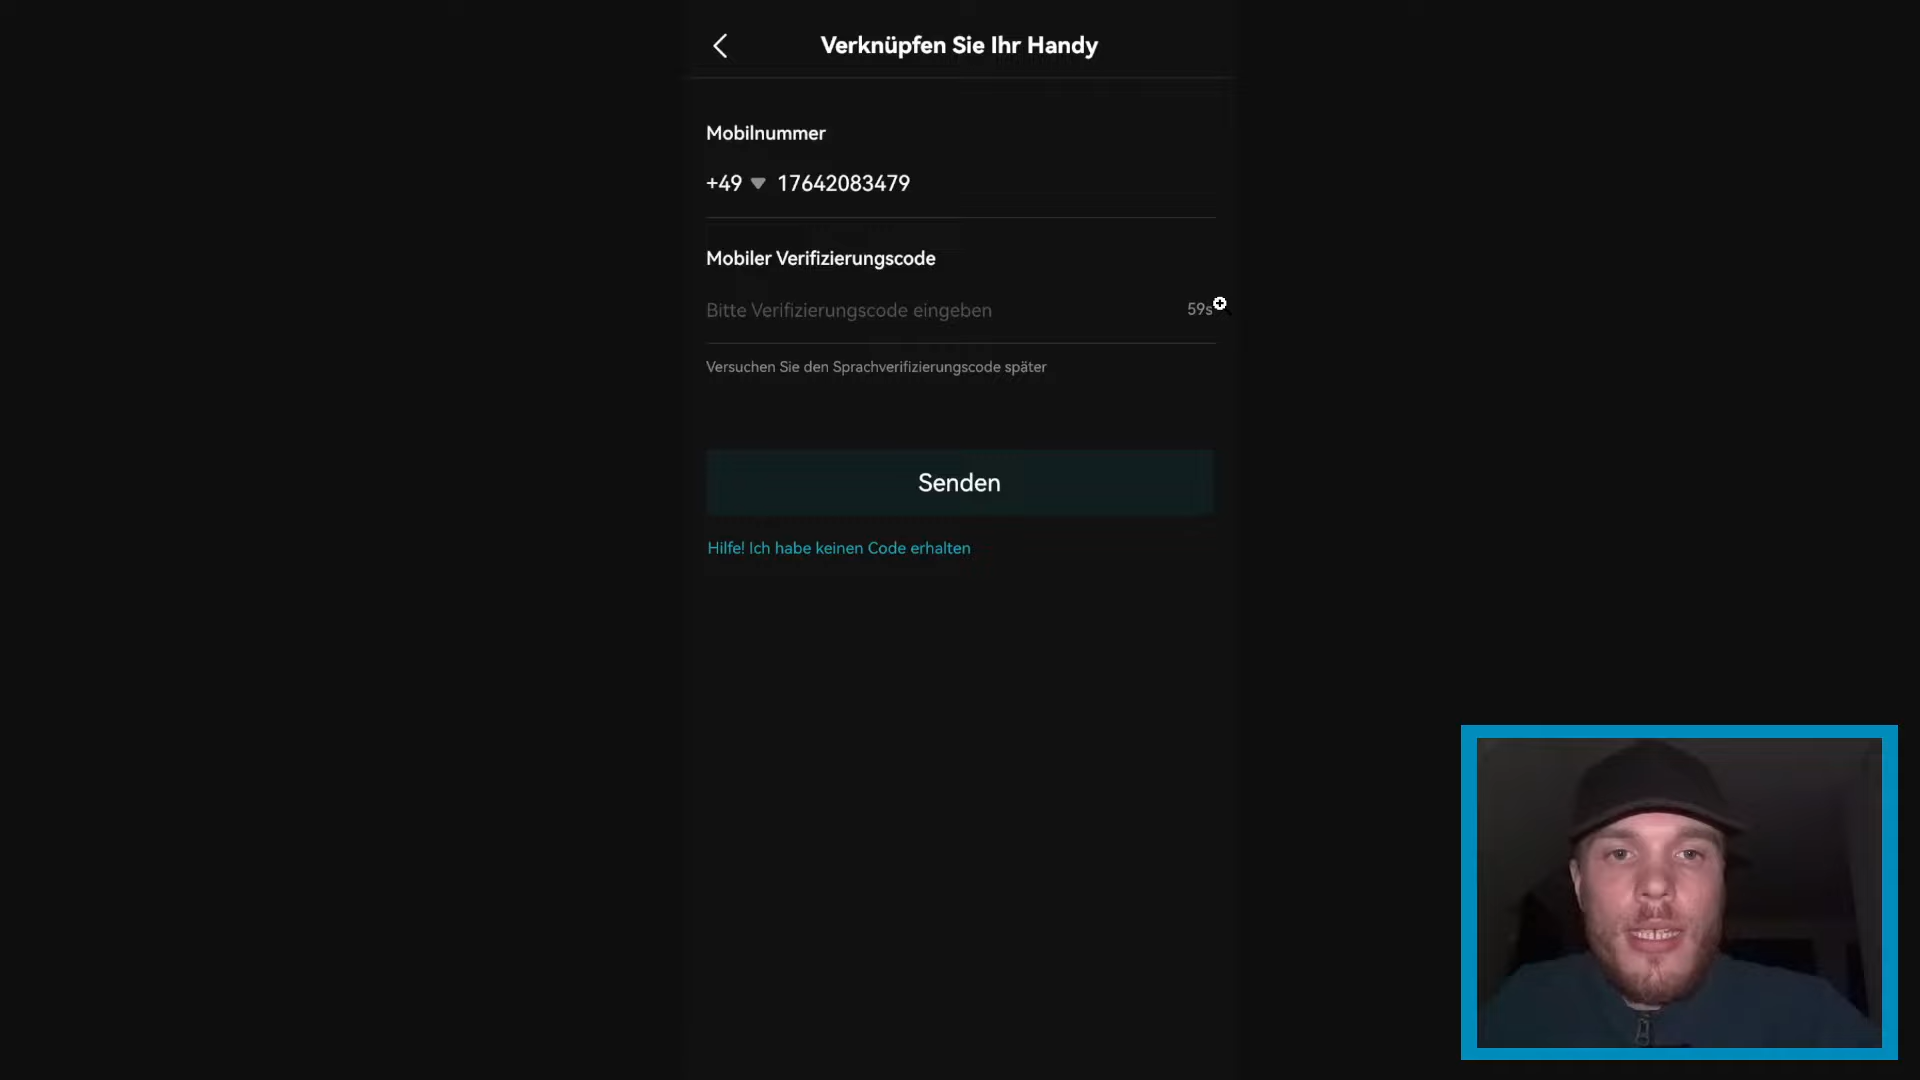 Verknüpfen Sie Ihr Handy
Mobilnummer
+49 17642083479
Mobiler Verifizierungscode
Bitte Verifizierungscode eingeben 59s
Versuchen Sie den Sprachverifizierungscode später
Senden
Hilfe! Ich habe keinen Code erhalten